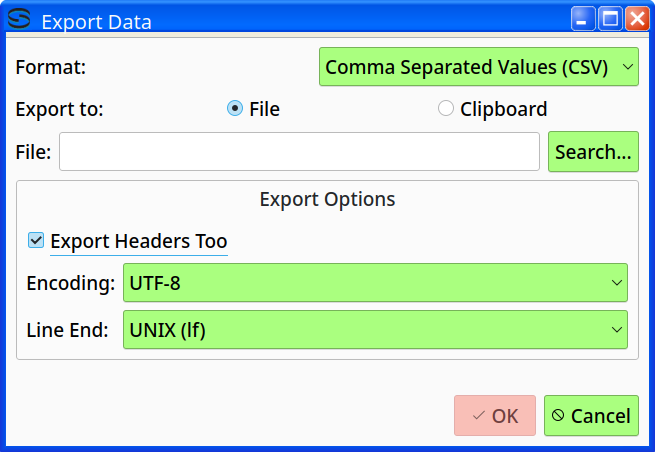 Export Data
Format: Comma Separated Values (CSV)
Export to: File Clipboard
File: Search...
Export Options
Export Headers Too
Encoding: UTF-8
Line End: UNIX (lf)
OK Cancel